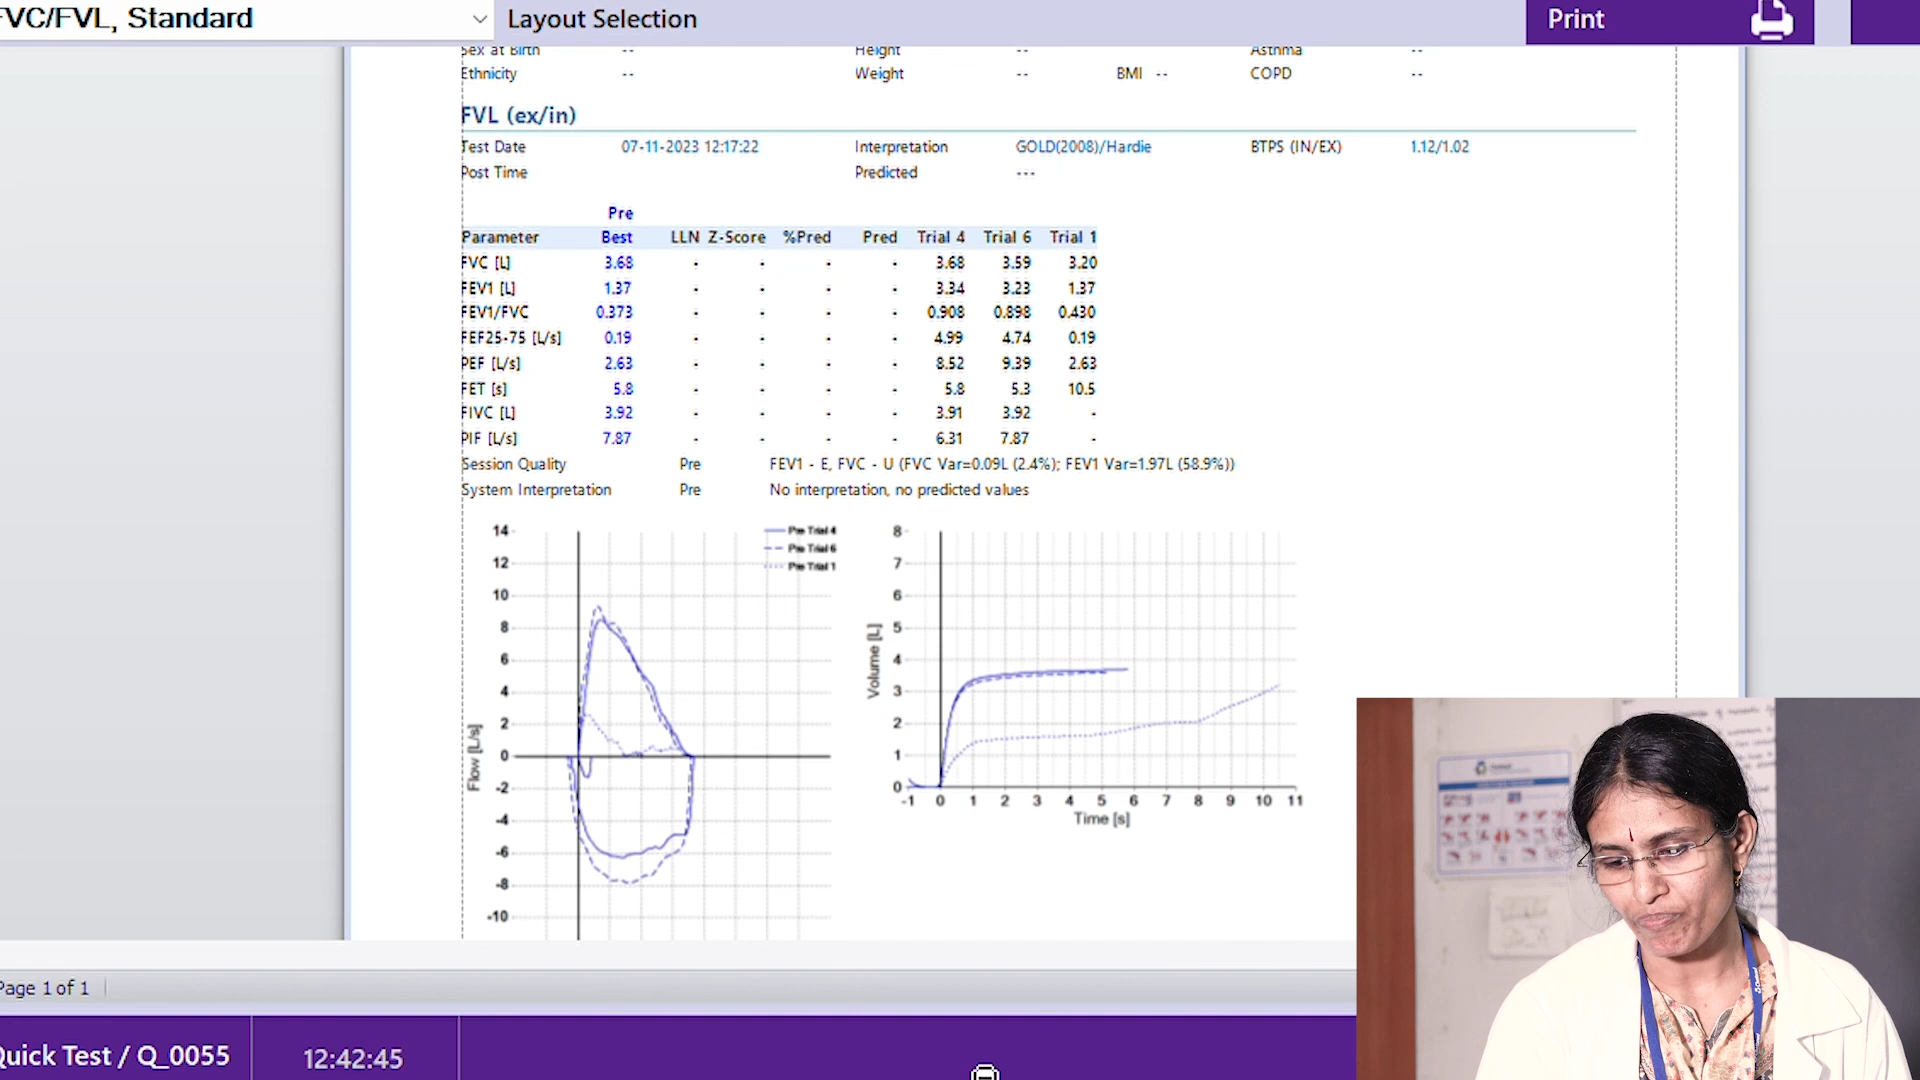 FVC/FVL, Standard
Layout Selection
Print
Sex at Birth -- Height -- Asthma --
Ethnicity -- Weight -- BMI -- COPD --
FVL (ex/in)
Test Date 07-11-2023 12:17:22 Interpretation GOLD(2008)/Hardie BTPS (IN/EX) 1.12/1.02
Post Time Predicted ---
Pre
Parameter Best LLN Z-Score %Pred Pred Trial 4 Trial 6 Trial 1
FVC [L] 3.68 - - - - 3.68 3.59 3.20
FEV1 [L] 1.37 - - - - 3.34 3.23 1.37
FEV1/FVC 0.373 - - - - 0.908 0.898 0.430
FEF25-75 [L/s] 0.19 - - - - 4.99 4.74 0.19
PEF [L/s] 2.63 - - - - 8.52 9.39 2.63
FET [s] 5.8 - - - - 5.8 5.3 10.5
FIVC [L] 3.92 - - - - 3.91 3.92 -
PIF [L/s] 7.87 - - - - 6.31 7.87 -
Session Quality Pre FEV1 - E, FVC - U (FVC Var=0.09L (2.4%); FEV1 Var=1.97L (58.9%))
System Interpretation Pre No interpretation, no predicted values
14
12
10
8
6
4
2
0
-2
-4
-6
-8
-10
Flow [L/s]
Pre Trial 4
Pre Trial 6
Pre Trial 1
8
7
6
5
4
3
2
1
0
Volume [L]
-1 0 1 2 3 4 5 6 7 8 9 10 11
Time [s]
Page 1 of 1
Quick Test / Q_0055
12:42:45